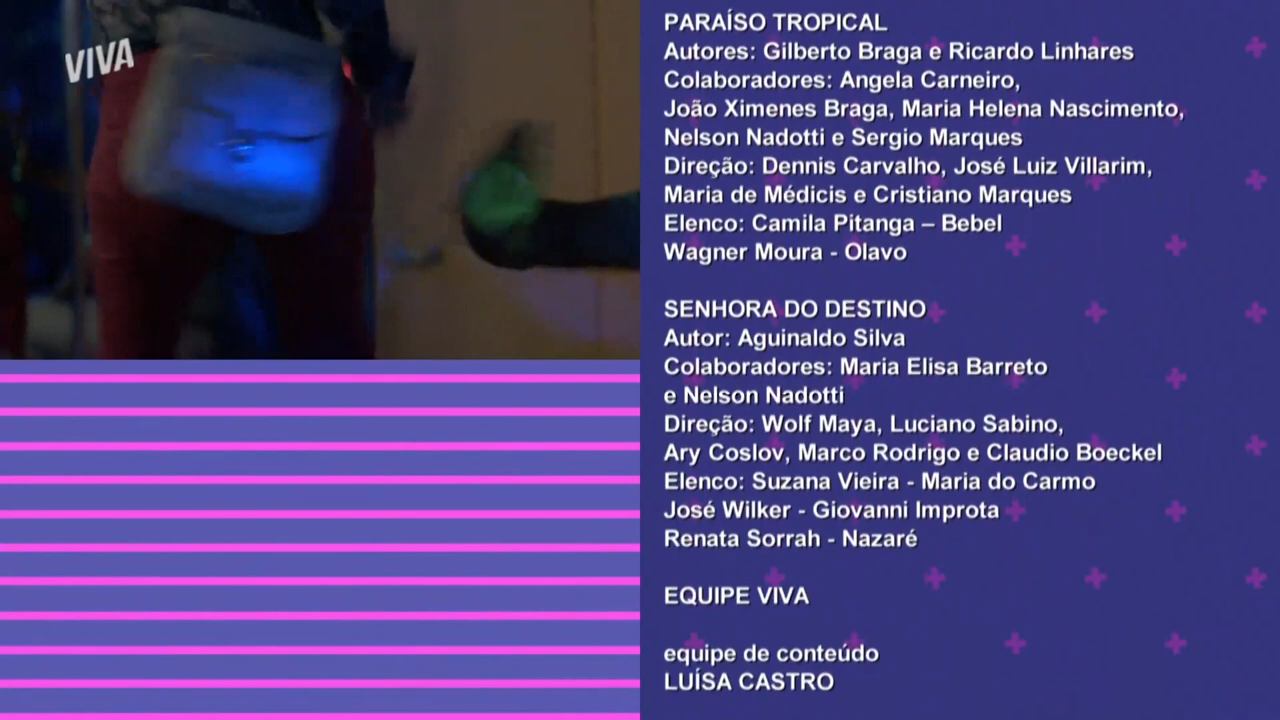 VIVA
PARAÍSO TROPICAL
Autores: Gilberto Braga e Ricardo Linhares
Colaboradores: Angela Carneiro,
João Ximenes Braga, Maria Helena Nascimento,
Nelson Nadotti e Sergio Marques
Direção: Dennis Carvalho, José Luiz Villarim,
Maria de Médicis e Cristiano Marques
Elenco: Camila Pitanga – Bebel
Wagner Moura - Olavo
SENHORA DO DESTINO
Autor: Aguinaldo Silva
Colaboradores: Maria Elisa Barreto
e Nelson Nadotti
Direção: Wolf Maya, Luciano Sabino,
Ary Coslov, Marco Rodrigo e Claudio Boeckel
Elenco: Suzana Vieira - Maria do Carmo
José Wilker - Giovanni Improta
Renata Sorrah - Nazaré
EQUIPE VIVA
equipe de conteúdo
LUÍSA CASTRO